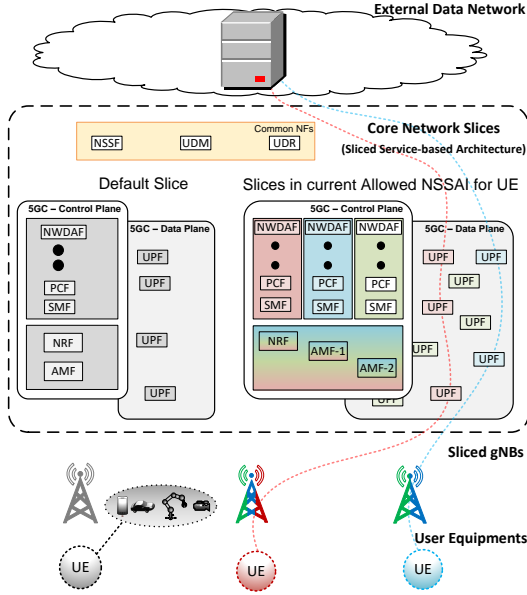 External Data Network
Core Network Slices
(Sliced Service-based Architecture)
Common NFs
NSSF
UDM
UDR
Default Slice
Slices in current Allowed NSSAI for UE
5GC – Control Plane
5GC – Data Plane
NWDAF
PCF
SMF
NRF
AMF
UPF
UPF
UPF
UPF
5GC – Control Plane
5GC – Data Plane
NWDAF
NWDAF
NWDAF
PCF
PCF
PCF
SMF
SMF
SMF
NRF
AMF-1
AMF-2
UPF
UPF
UPF
UPF
UPF
UPF
UPF
UPF
UPF
Sliced gNBs
User Equipments
UE
UE
UE